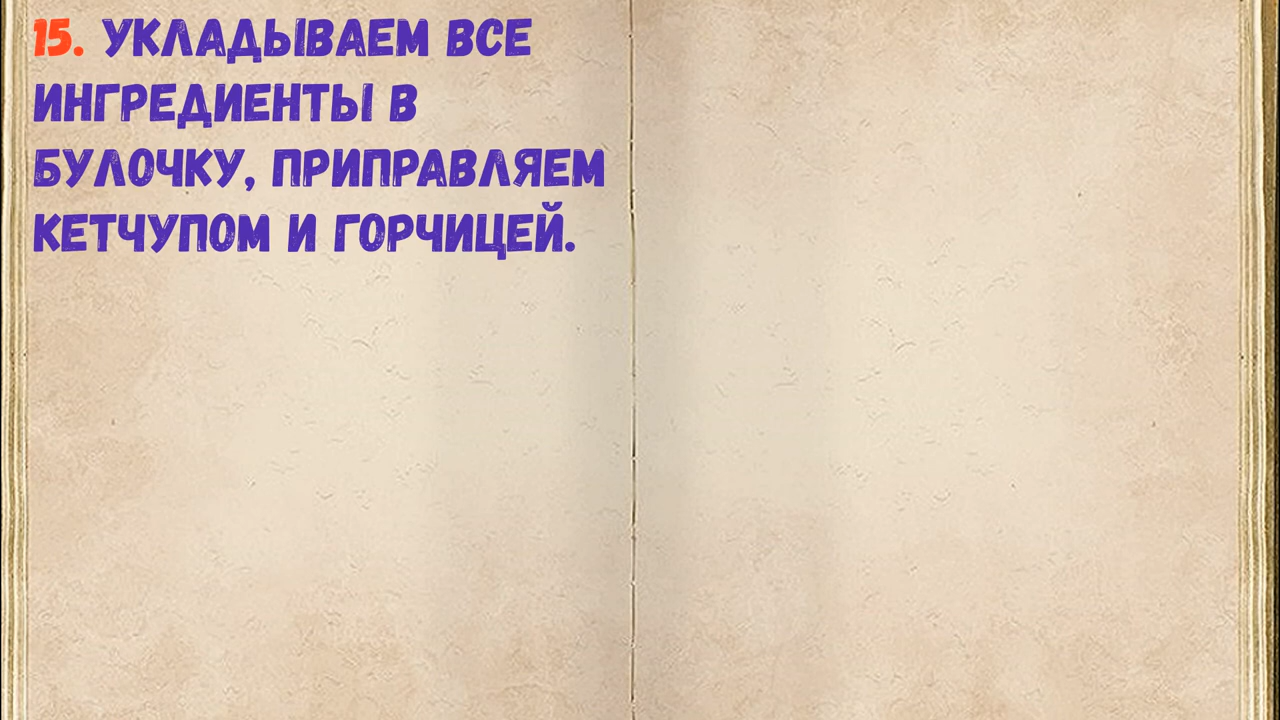 15. УКЛАДЫВАЕМ ВСЕ
ИНГРЕДИЕНТЫ В
БУЛОЧКУ, ПРИПРАВЛЯЕМ
КЕТЧУПОМ И ГОРЧИЦЕЙ.